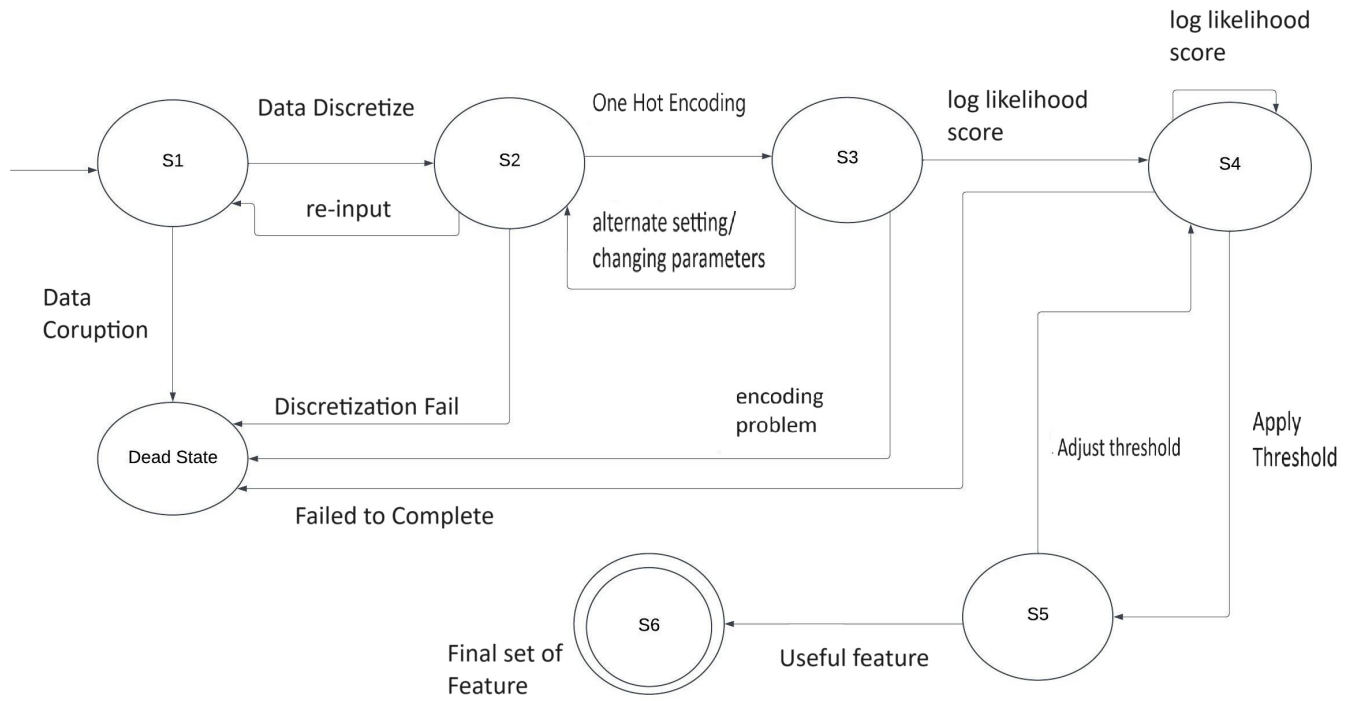 log likelihood
score
Data Discretize
One Hot Encoding
log likelihood
score
S1
S2
S3
S4
re-input
alternate setting/
changing parameters
Data
Coruption
Discretization Fail
encoding
problem
Dead State
Adjust threshold
Apply
Threshold
Failed to Complete
S6
S5
Final set of
Feature
Useful feature